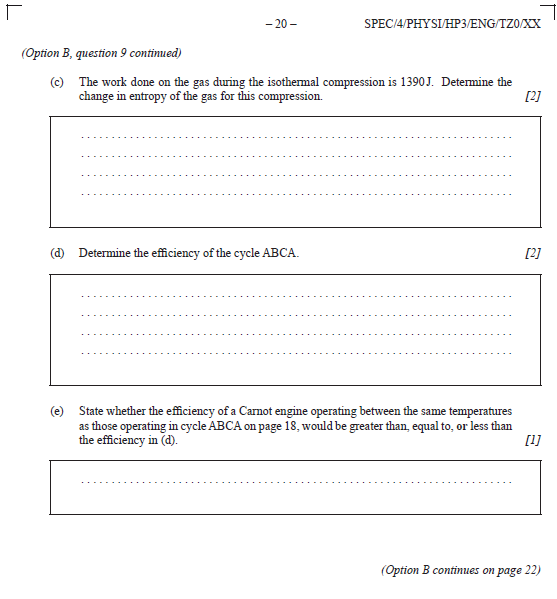 – 20 –
SPEC/4/PHYSI/HP3/ENG/TZ0/XX
(Option B, question 9 continued)
(c) The work done on the gas during the isothermal compression is 1390 J. Determine the
change in entropy of the gas for this compression. [2]
(d) Determine the efficiency of the cycle ABCA. [2]
(e) State whether the efficiency of a Carnot engine operating between the same temperatures
as those operating in cycle ABCA on page 18, would be greater than, equal to, or less than
the efficiency in (d). [1]
(Option B continues on page 22)